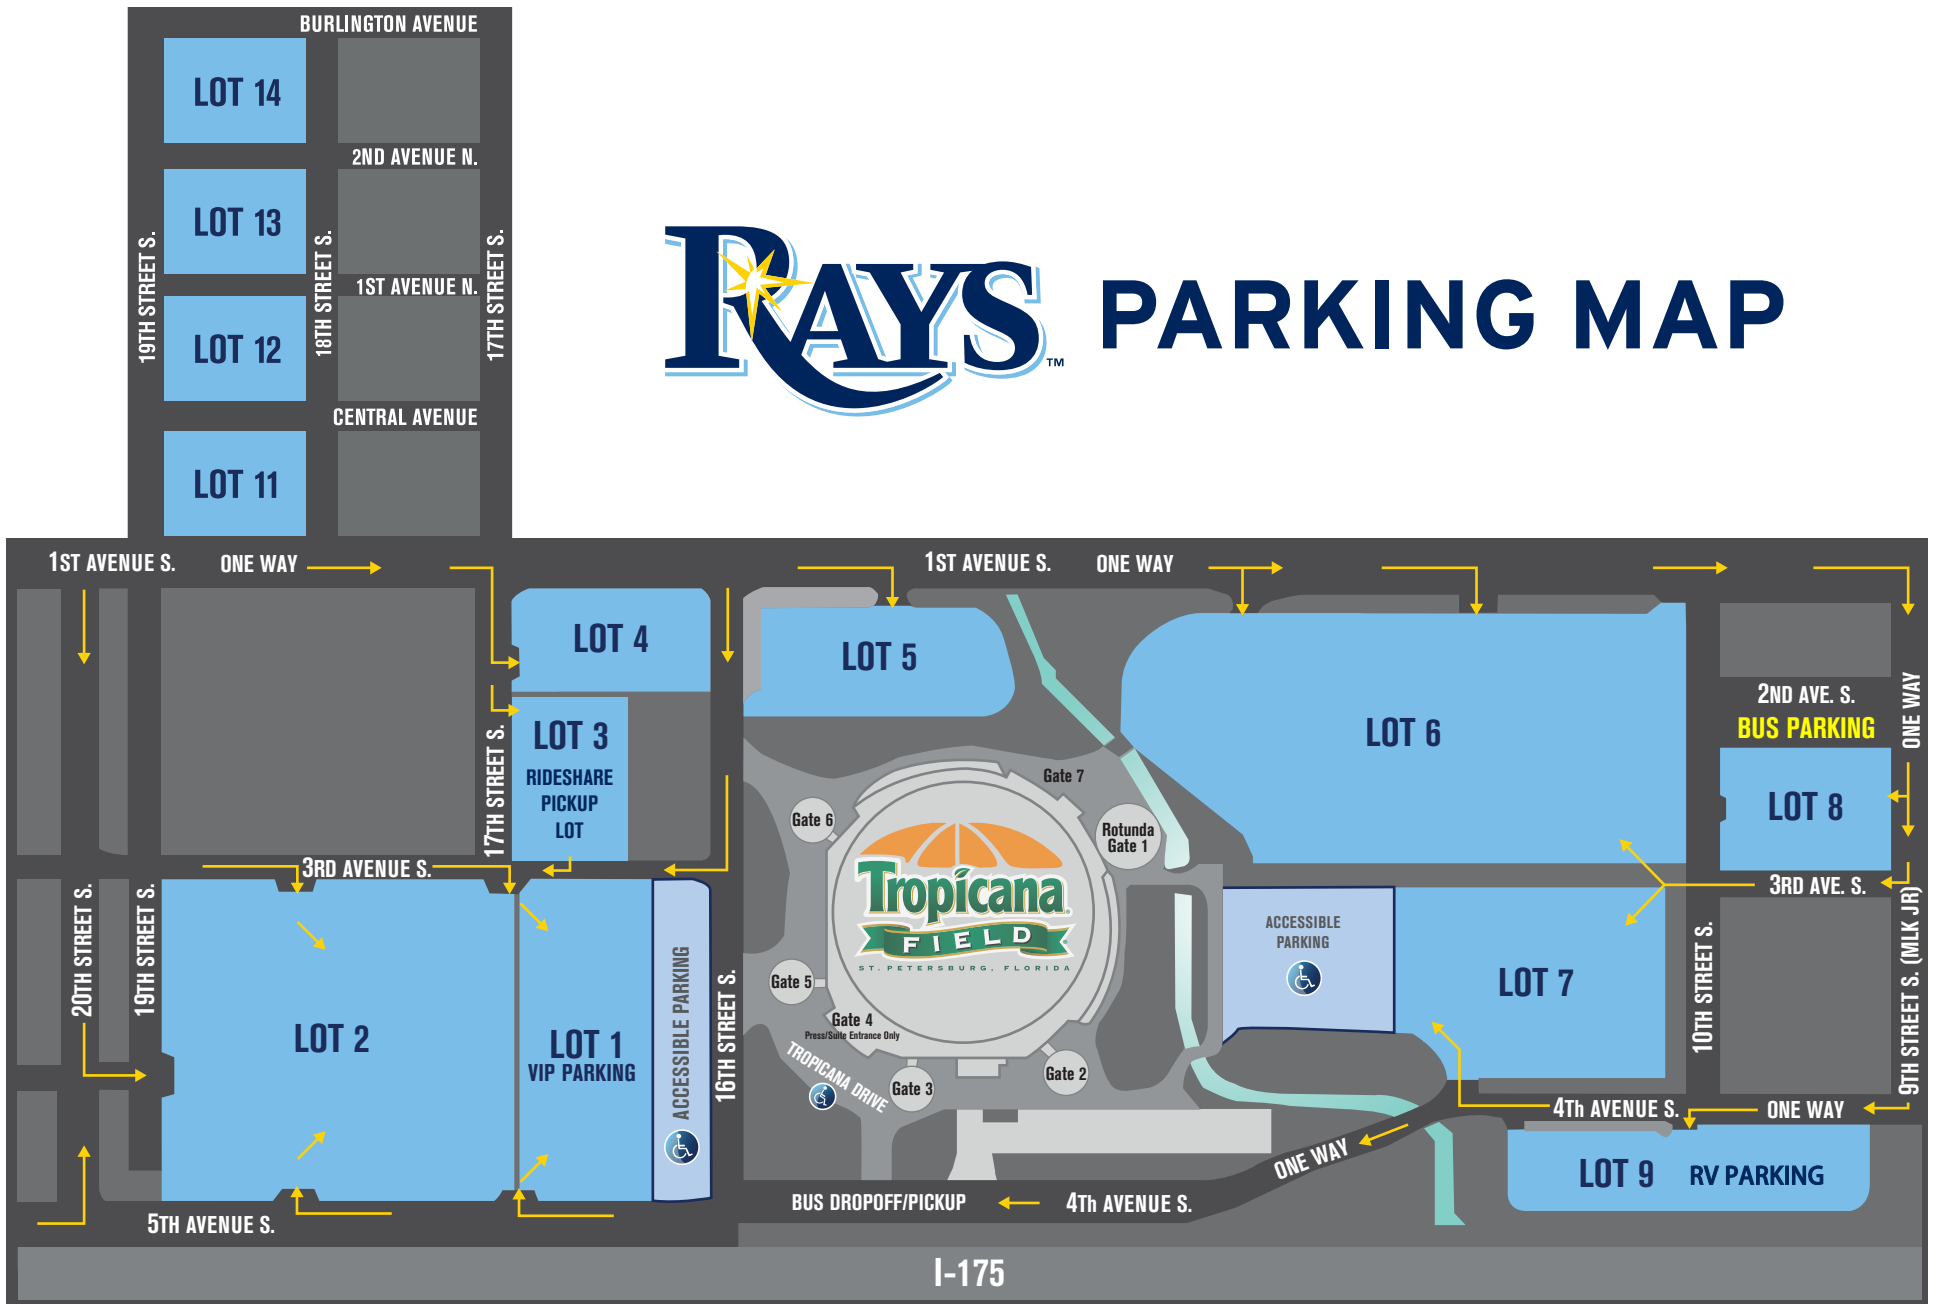 BURLINGTON AVENUE
LOT 14
2ND AVENUE N.
LOT 13
19TH STREET S.
18TH STREET S.
17TH STREET S.
1ST AVENUE N.
LOT 12
CENTRAL AVENUE
LOT 11
RAYS™ PARKING MAP
1ST AVENUE S.
ONE WAY
1ST AVENUE S.
ONE WAY
LOT 4
LOT 5
LOT 6
2ND AVE. S.
BUS PARKING
ONE WAY
LOT 3
RIDESHARE
PICKUP
LOT
17TH STREET S.
LOT 8
Gate 7
Gate 6
Rotunda
Gate 1
3RD AVENUE S.
3RD AVE. S.
Tropicana
FIELD
ST. PETERSBURG, FLORIDA
ACCESSIBLE
PARKING
LOT 7
10TH STREET S.
9TH STREET S. (MLK JR)
20TH STREET S.
19TH STREET S.
LOT 2
LOT 1
VIP PARKING
ACCESSIBLE PARKING
16TH STREET S.
Gate 5
Gate 4
Press/Suite Entrance Only
TROPICANA DRIVE
Gate 3
Gate 2
4Th AVENUE S.
ONE WAY
ONE WAY
LOT 9
RV PARKING
BUS DROPOFF/PICKUP
4Th AVENUE S.
5TH AVENUE S.
I-175